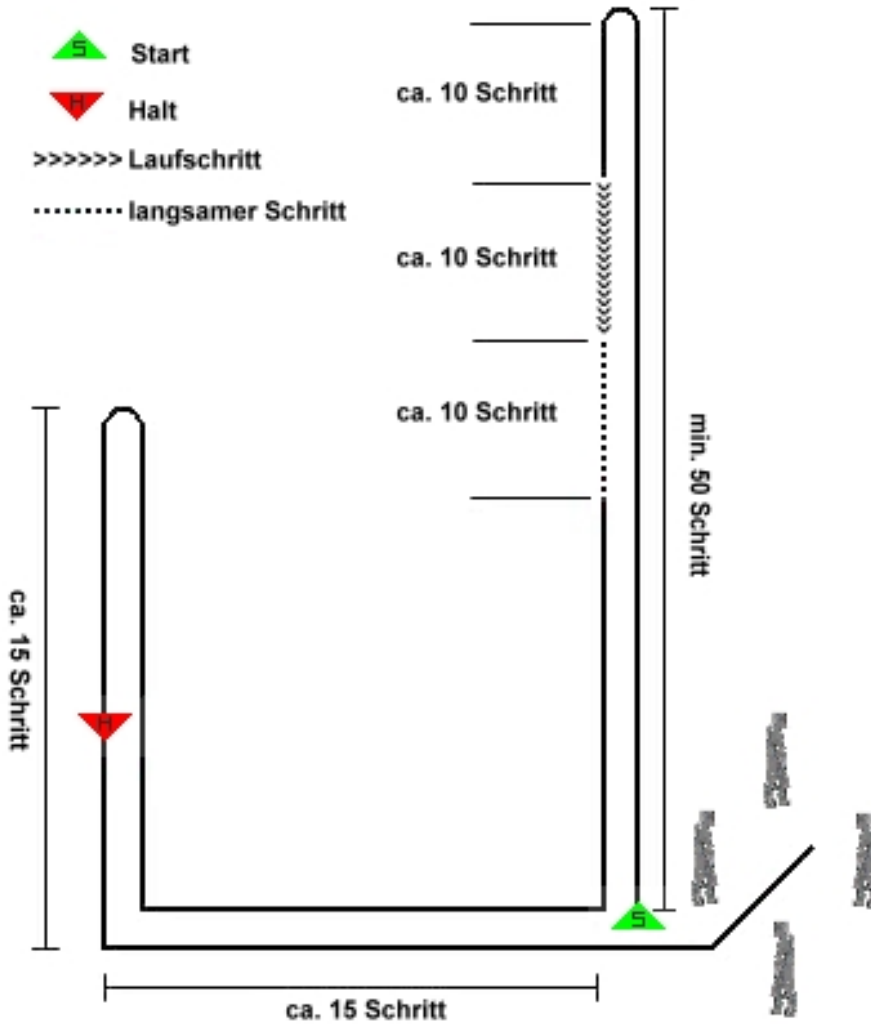 S Start
H Halt
>>>>>> Laufschritt
langsamer Schritt
ca. 10 Schritt
ca. 10 Schritt
ca. 10 Schritt
min. 50 Schritt
ca. 15 Schritt
H
S
ca. 15 Schritt